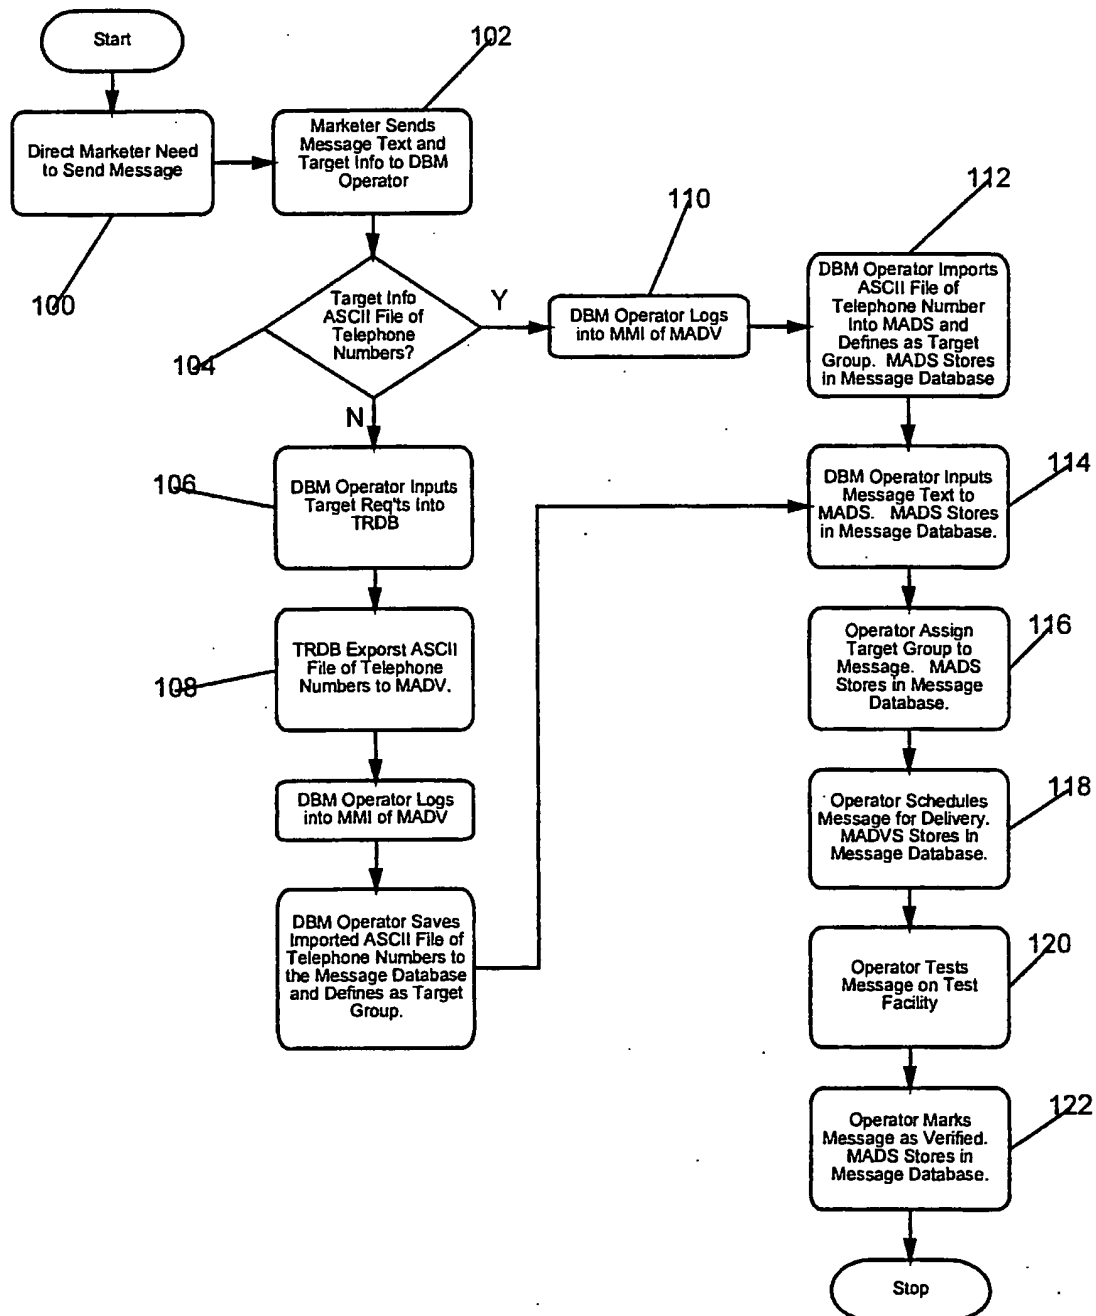 Start
102
Direct Marketer Need
to Send Message
100
Marketer Sends
Message Text and
Target Info to DBM
Operator
Target Info
ASCII File of
Telephone
Numbers?
104
Y
N
110
DBM Operator Logs
into MMI of MADV
112
DBM Operator Imports
ASCII File of
Telephone Number
Into MADS and
Defines as Target
Group. MADS Stores
in Message Database
106
DBM Operator Inputs
Target Req'ts Into
TRDB
108
TRDB Exporst ASCII
File of Telephone
Numbers to MADV.
DBM Operator Logs
into MMI of MADV
DBM Operator Saves
Imported ASCII File of
Telephone Numbers to
the Message Database
and Defines as Target
Group.
114
DBM Operator Inputs
Message Text to
MADS. MADS Stores
in Message Database.
116
Operator Assign
Target Group to
Message. MADS
Stores in Message
Database.
118
Operator Schedules
Message for Delivery.
MADVS Stores In
Message Database.
120
Operator Tests
Message on Test
Facility
122
Operator Marks
Message as Verified.
MADS Stores in
Message Database.
Stop